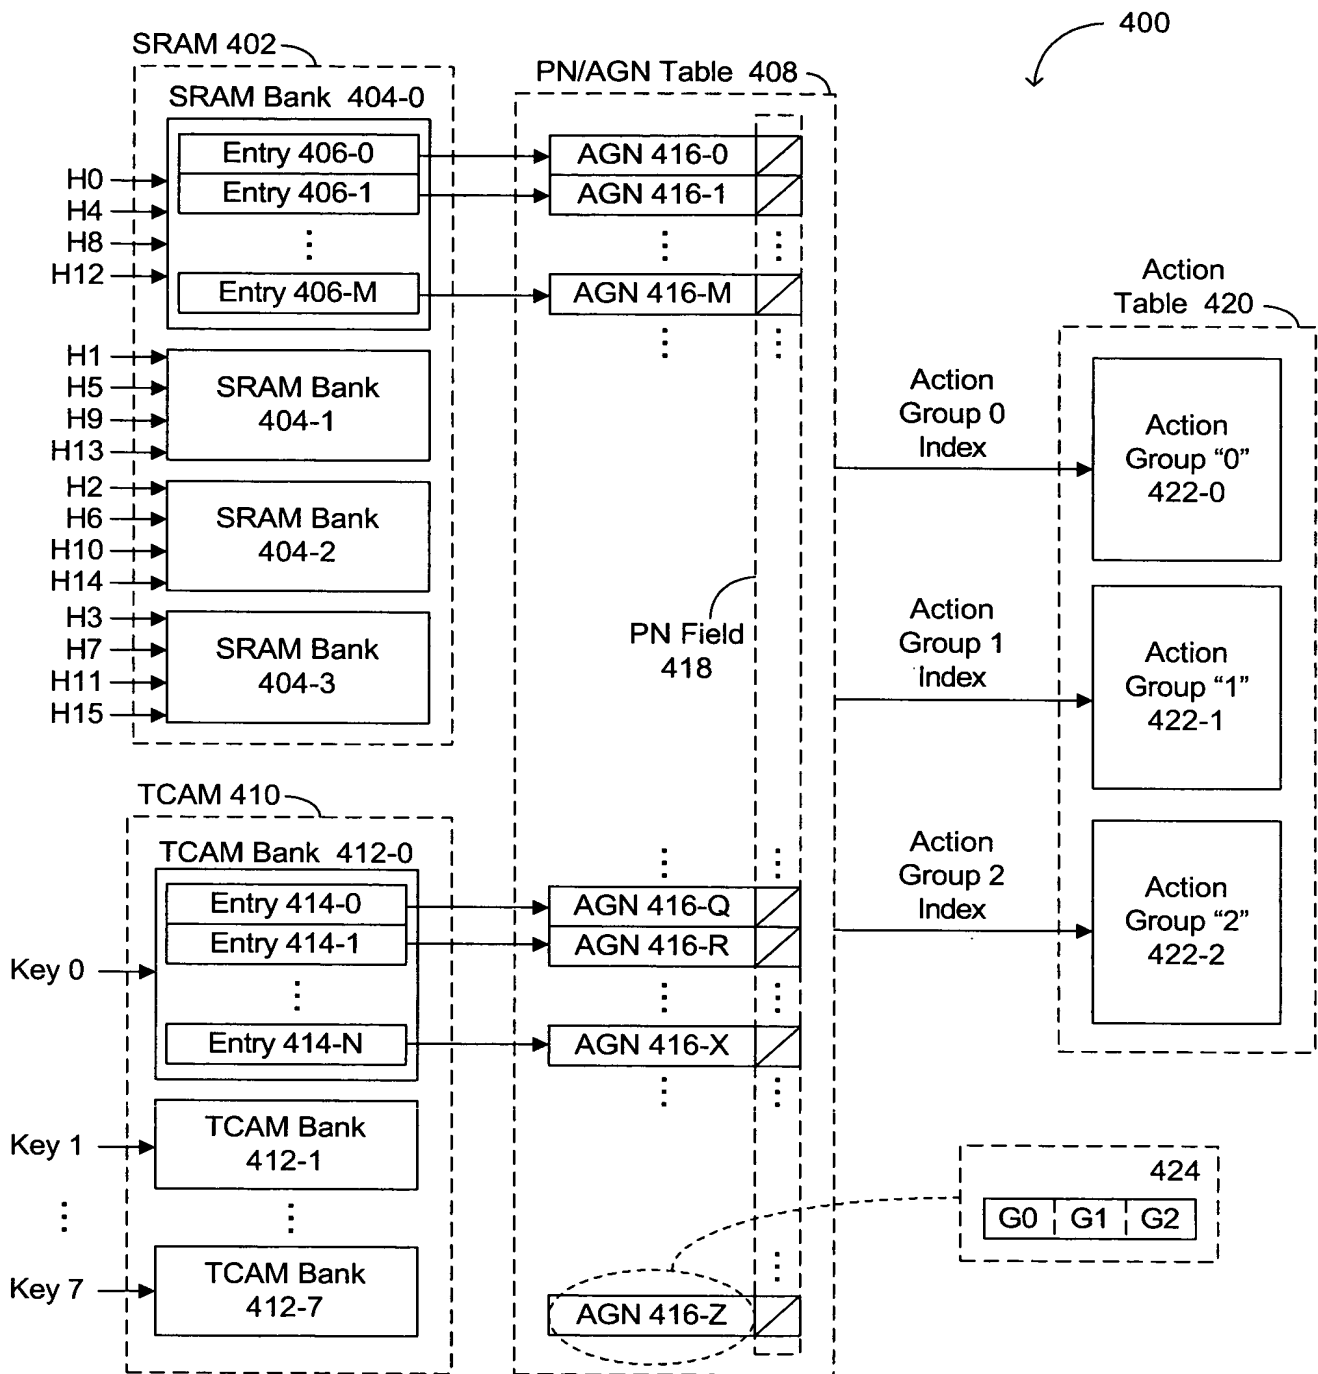 400
SRAM 402
SRAM Bank 404-0
Entry 406-0
Entry 406-1
⋮
Entry 406-M
H0
H4
H8
H12
H1
H5
H9
H13
SRAM Bank
404-1
H2
H6
H10
H14
SRAM Bank
404-2
H3
H7
H11
H15
SRAM Bank
404-3
TCAM 410
TCAM Bank 412-0
Entry 414-0
Entry 414-1
⋮
Entry 414-N
Key 0
Key 1
TCAM Bank
412-1
⋮
⋮
Key 7
TCAM Bank
412-7
PN/AGN Table 408
AGN 416-0
AGN 416-1
⋮ ⋮
AGN 416-M
⋮ ⋮
PN Field
418
⋮ ⋮
AGN 416-Q
AGN 416-R
⋮ ⋮
AGN 416-X
⋮ ⋮
⋮
AGN 416-Z
Action
Group 0
Index
Action
Group 1
Index
Action
Group 2
Index
Action
Table 420
Action
Group “0”
422-0
Action
Group “1”
422-1
Action
Group “2”
422-2
424
G0 G1 G2